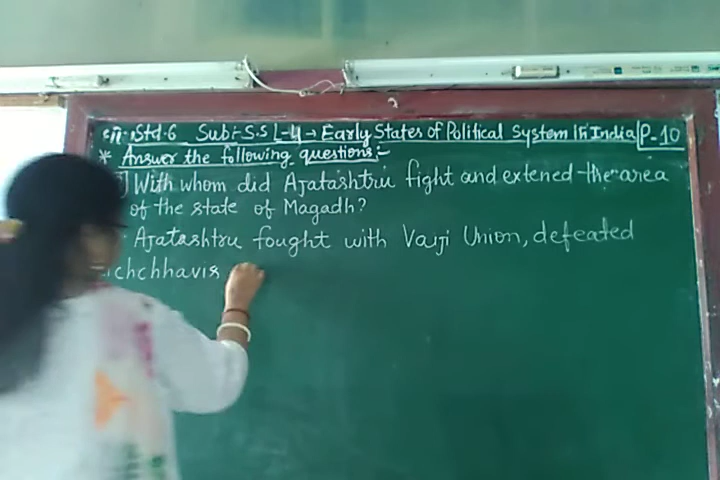 Std. 6 Sub:- S.S L-4 → Early States of Political System In India P-10
* Answer the following questions:-
With whom did Ajatashtru fight and extened the area
of the state of Magadh?
Ajatashtru fought with Vajji Union, defeated
chchhavis